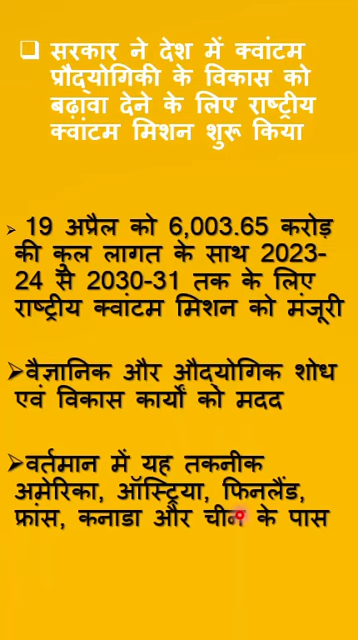 ❑ सरकार ने देश में क्वांटम
प्रौद्योगिकी के विकास को
बढ़ावा देने के लिए राष्ट्रीय
क्वांटम मिशन शुरू किया
➢ 19 अप्रैल को 6,003.65 करोड़
की कुल लागत के साथ 2023-
24 से 2030-31 तक के लिए
राष्ट्रीय क्वांटम मिशन को मंजूरी
➢वैज्ञानिक और औद्योगिक शोध
एवं विकास कार्यों को मदद
➢वर्तमान में यह तकनीक
अमेरिका, ऑस्ट्रिया, फिनलैंड,
फ्रांस, कनाडा और चीन के पास